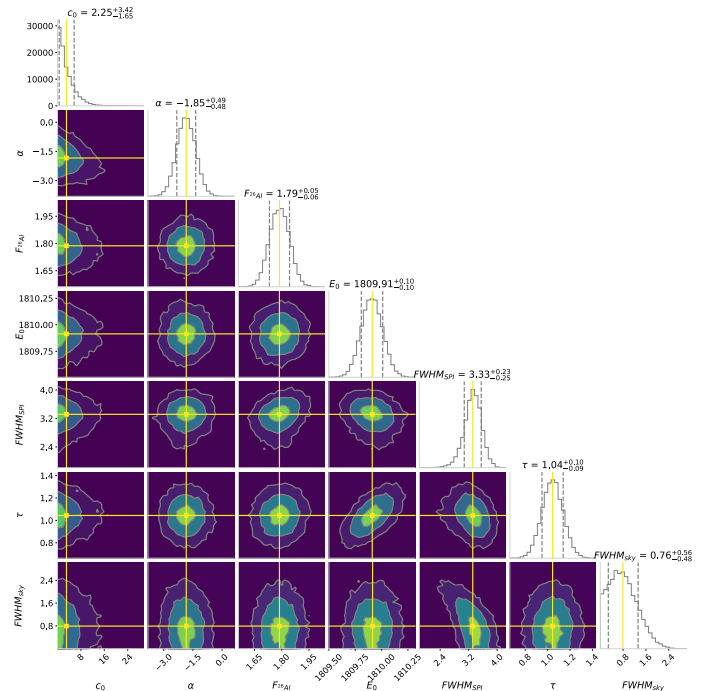 c₀ = 2.25 +3.42 −1.65
30000
20000
10000
0
α = −1.85 +0.49 −0.48
α
0.0
−1.5
−3.0
F²⁶Al = 1.79 +0.05 −0.06
F²⁶Al
1.95
1.80
1.65
E₀ = 1809.91 +0.10 −0.10
E₀
1810.25
1810.00
1809.75
FWHM_SPI = 3.33 +0.23 −0.25
FWHM_SPI
4.0
3.2
2.4
τ = 1.04 +0.10 −0.09
τ
1.4
1.2
1.0
0.8
FWHM_sky = 0.76 +0.56 −0.48
FWHM_sky
2.4
1.6
0.8
0.0
8 16 24 −3.0 −1.5 0.0 1.65 1.80 1.95 1809.50 1809.75 1810.00 1810.25 2.4 3.2 4.0 0.8 1.0 1.2 1.4 0.8 1.6 2.4
c₀ α F²⁶Al E₀ FWHM_SPI τ FWHM_sky